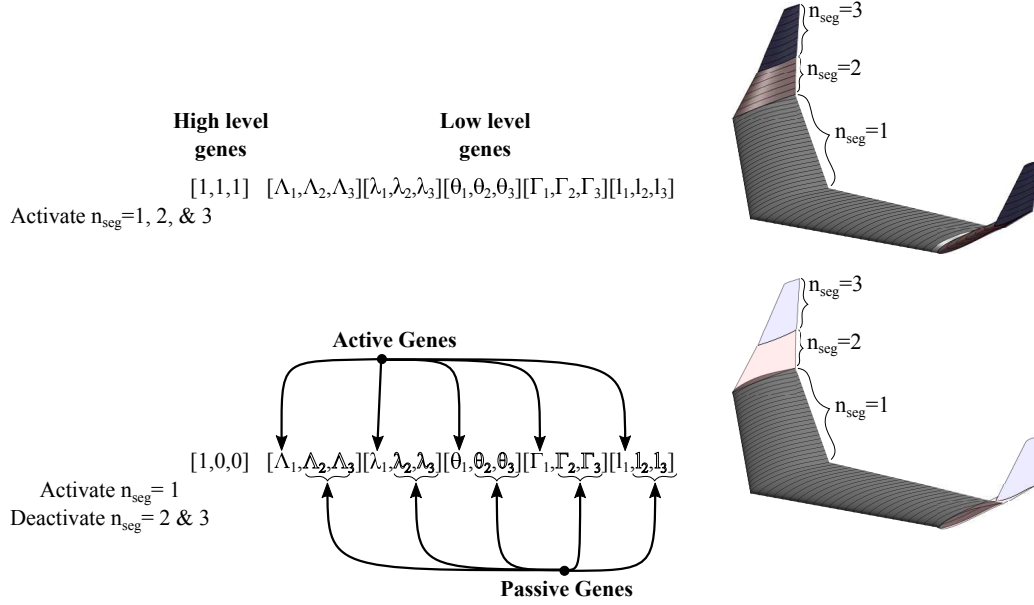 n_seg=3
n_seg=2
n_seg=1
High level
genes
Low level
genes
[1,1,1] [Λ₁,Λ₂,Λ₃][λ₁,λ₂,λ₃][θ₁,θ₂,θ₃][Γ₁,Γ₂,Γ₃][l₁,l₂,l₃]
Activate n_seg=1, 2, & 3
n_seg=3
n_seg=2
n_seg=1
Active Genes
[1,0,0] [Λ₁,Λ₂,Λ₃][λ₁,λ₂,λ₃][θ₁,θ₂,θ₃][Γ₁,Γ₂,Γ₃][l₁,l₂,l₃]
Activate n_seg= 1
Deactivate n_seg= 2 & 3
Passive Genes